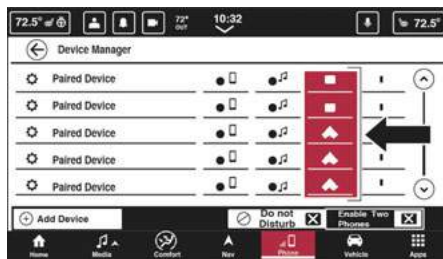 72.5° 72° OUT 10:32 72.5°
Device Manager
Paired Device
Paired Device
Paired Device
Paired Device
Paired Device
Add Device Do not Disturb Enable Two Phones
Home Media Comfort Nav Phone Vehicle Apps